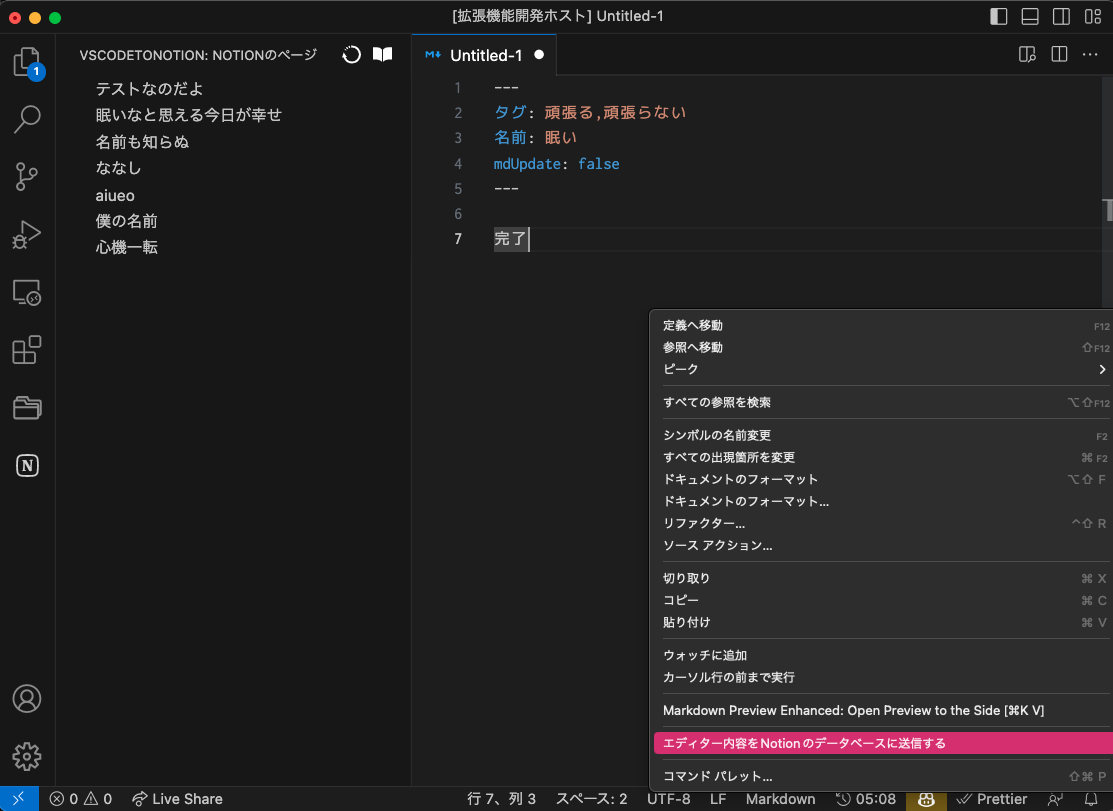 [拡張機能開発ホスト] Untitled-1
1
VSCODETONOTION: NOTIONのページ
テストなのだよ
眠いなと思える今日が幸せ
名前も知らぬ
ななし
aiueo
僕の名前
心機一転
N
Untitled-1
1 ---
2 タグ: 頑張る,頑張らない
3 名前: 眠い
4 mdUpdate: false
5 ---
6
7 完了
定義へ移動 F12
参照へ移動 ⇧F12
ピーク
すべての参照を検索 ⌥⇧F12
シンボルの名前変更 F2
すべての出現箇所を変更 ⌘ F2
ドキュメントのフォーマット ⌥⇧ F
ドキュメントのフォーマット...
リファクター... ^⇧ R
ソース アクション...
切り取り ⌘ X
コピー ⌘ C
貼り付け ⌘ V
ウォッチに追加
カーソル行の前まで実行
Markdown Preview Enhanced: Open Preview to the Side [⌘K V]
エディター内容をNotionのデータベースに送信する
コマンド パレット... ⇧⌘ P
0 0 Live Share 行 7、列 3 スペース: 2 UTF-8 LF Markdown 05:08 Prettier